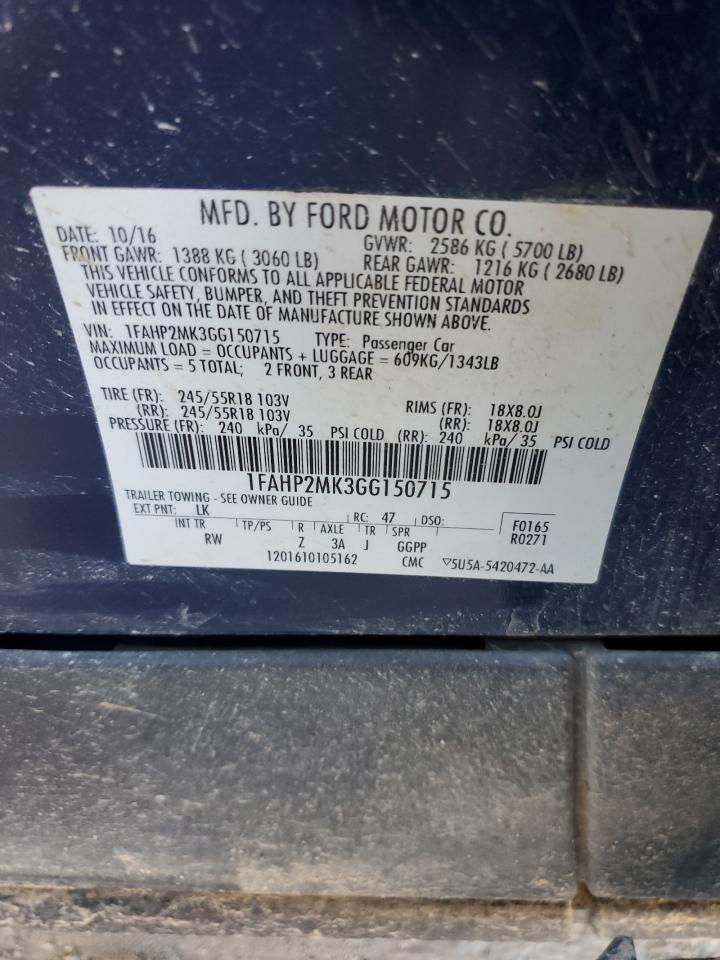 MFD. BY FORD MOTOR CO.
DATE: 10/16 GVWR: 2586 KG ( 5700 LB)
FRONT GAWR: 1388 KG ( 3060 LB) REAR GAWR: 1216 KG ( 2680 LB)
THIS VEHICLE CONFORMS TO ALL APPLICABLE FEDERAL MOTOR
VEHICLE SAFETY, BUMPER, AND THEFT PREVENTION STANDARDS
IN EFFECT ON THE DATE OF MANUFACTURE SHOWN ABOVE.
VIN: 1FAHP2MK3GG150715 TYPE: Passenger Car
MAXIMUM LOAD = OCCUPANTS + LUGGAGE = 609KG/1343LB
OCCUPANTS = 5 TOTAL; 2 FRONT, 3 REAR
TIRE (FR): 245/55R18 103V RIMS (FR): 18X8.0J
(RR): 245/55R18 103V (RR): 18X8.0J
PRESSURE (FR): 240 kPa/ 35 PSI COLD (RR): 240 kPa/ 35 PSI COLD
1FAHP2MK3GG150715
TRAILER TOWING - SEE OWNER GUIDE
EXT PNT: LK RC: 47 DSO: F0165
INT TR TP/PS R AXLE TR SPR R0271
RW Z 3A J GGPP
1201610105162 CMC ▽5U5A-5420472-AA